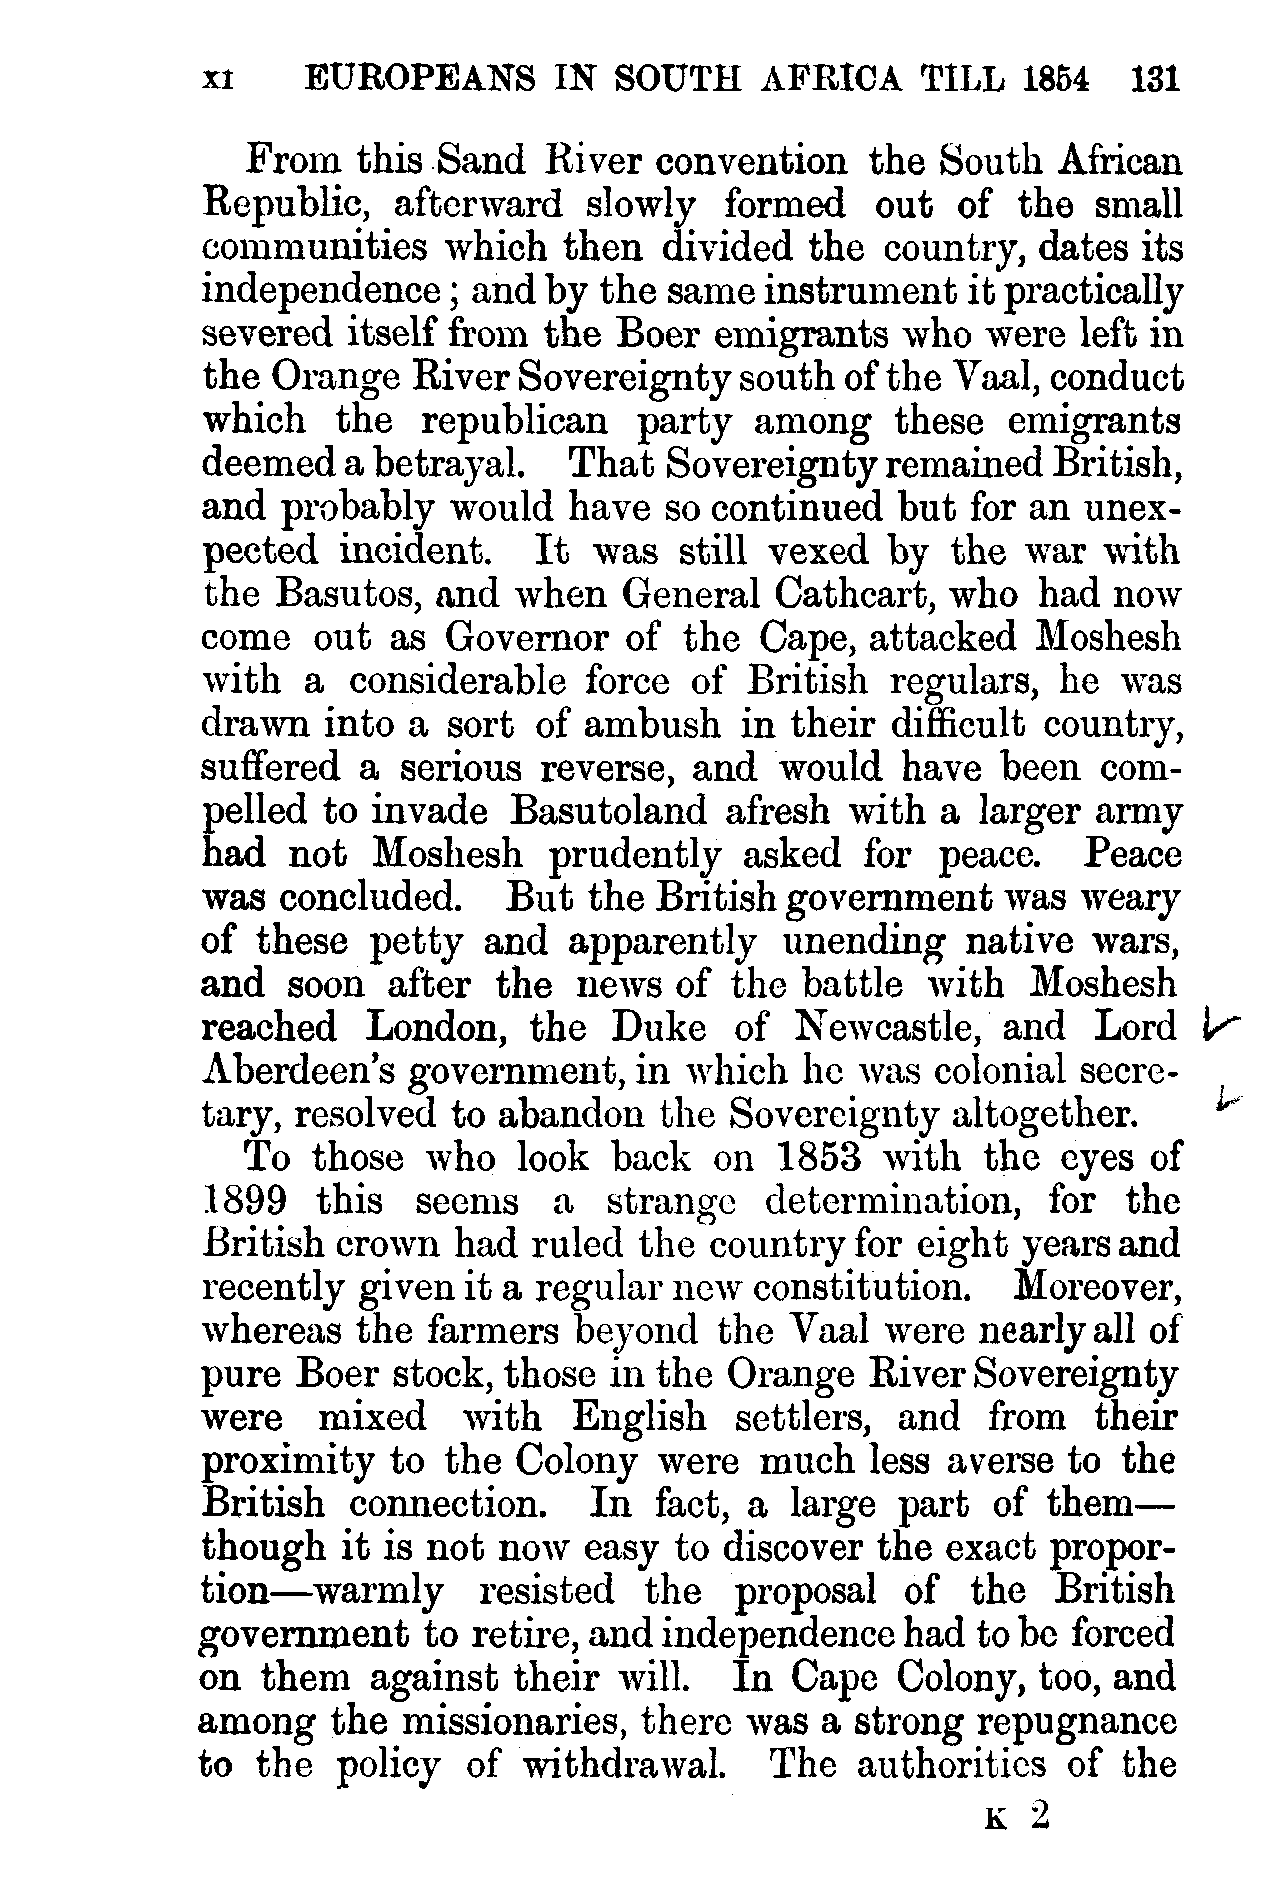 XI EUROPEANS IN SOUTH AFRICA TILL 1854 131
From this Sand River convention the South African
Republic, afterward slowly formed out of the small
communities which then divided the country, dates its
independence; and by the same instrument it practically
severed itself from the Boer emigrants who were left in
the Orange River Sovereignty south of the Vaal, conduct
which the republican party among these emigrants
deemed a betrayal. That Sovereignty remained British,
and probably would have so continued but for an unex-
pected incident. It was still vexed by the war with
the Basutos, and when General Cathcart, who had now
come out as Governor of the Cape, attacked Moshesh
with a considerable force of British regulars, he was
drawn into a sort of ambush in their difficult country,
suffered a serious reverse, and would have been com-
pelled to invade Basutoland afresh with a larger army
had not Moshesh prudently asked for peace. Peace
was concluded. But the British government was weary
of these petty and apparently unending native wars,
and soon after the news of the battle with Moshesh
reached London, the Duke of Newcastle, and Lord
Aberdeen's government, in which he was colonial secre-
tary, resolved to abandon the Sovereignty altogether.
To those who look back on 1853 with the eyes of
1899 this seems a strange determination, for the
British crown had ruled the country for eight years and
recently given it a regular new constitution. Moreover,
whereas the farmers beyond the Vaal were nearly all of
pure Boer stock, those in the Orange River Sovereignty
were mixed with English settlers, and from their
proximity to the Colony were much less averse to the
British connection. In fact, a large part of them—
though it is not now easy to discover the exact propor-
tion—warmly resisted the proposal of the British
government to retire, and independence had to be forced
on them against their will. In Cape Colony, too, and
among the missionaries, there was a strong repugnance
to the policy of withdrawal. The authorities of the
K 2